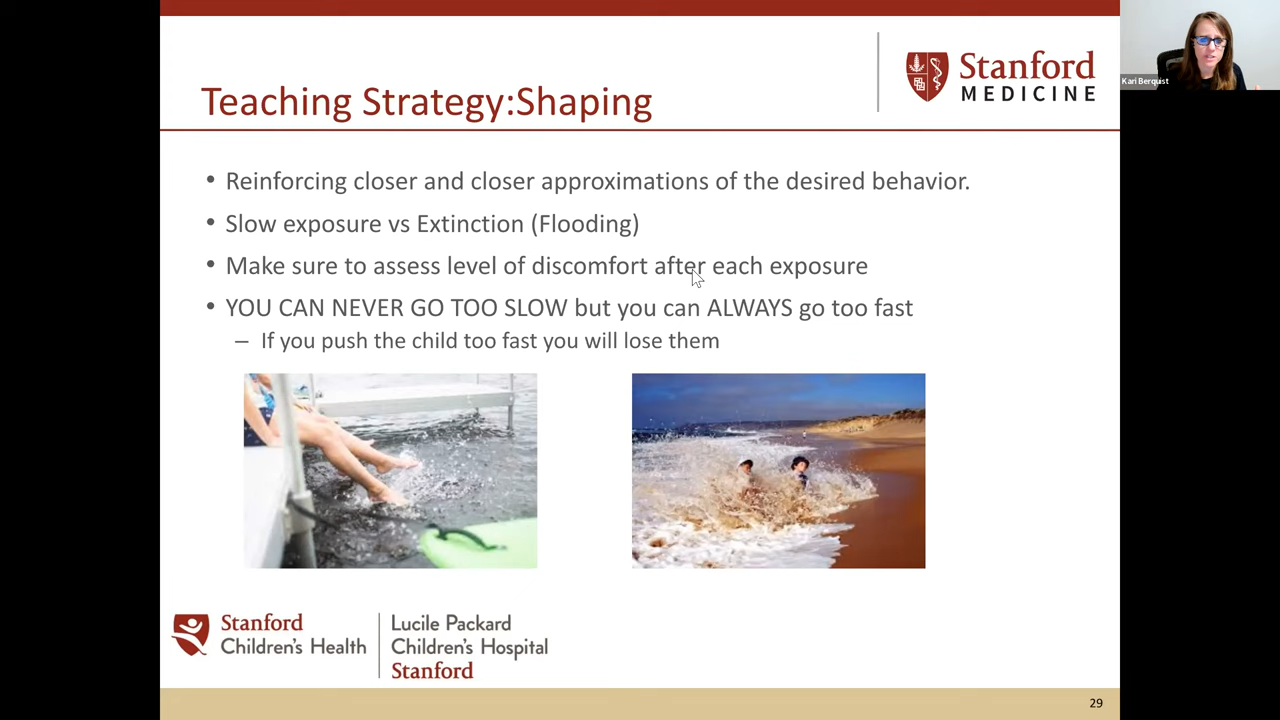 Stanford
MEDICINE
Kari Berquist
Teaching Strategy:Shaping
• Reinforcing closer and closer approximations of the desired behavior.
• Slow exposure vs Extinction (Flooding)
• Make sure to assess level of discomfort after each exposure
• YOU CAN NEVER GO TOO SLOW but you can ALWAYS go too fast
– If you push the child too fast you will lose them
Stanford
Children's Health
Lucile Packard
Children's Hospital
Stanford
29